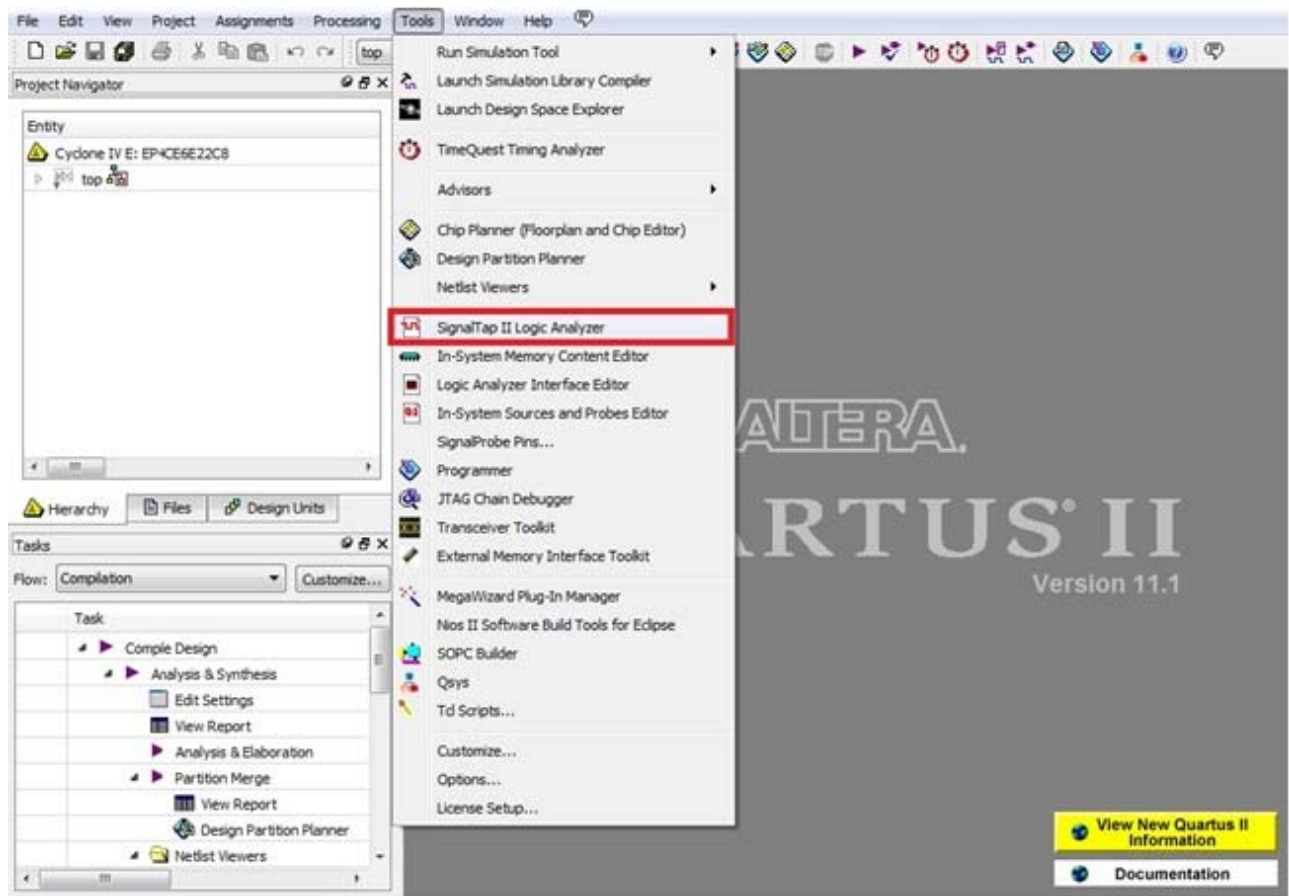 File Edit View Project Assignments Processing Tools Window Help
top
Project Navigator
Entity
Cyclone IV E: EP4CE6E22C8
top
Hierarchy Files Design Units
Tasks
Flow: Compilation Customize...
Task
Comple Design
Analysis & Synthesis
Edit Settings
View Report
Analysis & Elaboration
Partition Merge
View Report
Design Partition Planner
Netlist Viewers
Run Simulation Tool
Launch Simulation Library Compiler
Launch Design Space Explorer
TimeQuest Timing Analyzer
Advisors
Chip Planner (Floorplan and Chip Editor)
Design Partition Planner
Netlist Viewers
SignalTap II Logic Analyzer
In-System Memory Content Editor
Logic Analyzer Interface Editor
In-System Sources and Probes Editor
SignalProbe Pins...
Programmer
JTAG Chain Debugger
Transceiver Toolkit
External Memory Interface Toolkit
MegaWizard Plug-In Manager
Nios II Software Build Tools for Eclipse
SOPC Builder
Qsys
Tcl Scripts...
Customize...
Options...
License Setup...
ALTERA.
RTUS II
Version 11.1
View New Quartus II
Information
Documentation